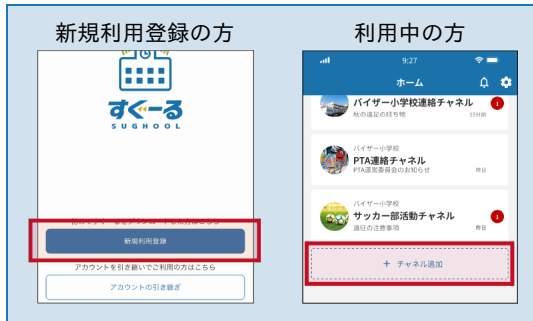 新規利用登録の方
すぐーる
SUGHOOL
新規利用登録
アカウントを引き継いでご利用の方はこちら
アカウントの引き継ぎ
利用中の方
9:27
ホーム
バイザー小学校連絡チャネル
1
秋の遠足の持ち物
15分前
バイザー小学校
PTA連絡チャネル
PTA運営委員会のお知らせ
昨日
バイザー小学校
サッカー部活動チャネル
1
遠征の注意事項
昨日
+ チャネル追加